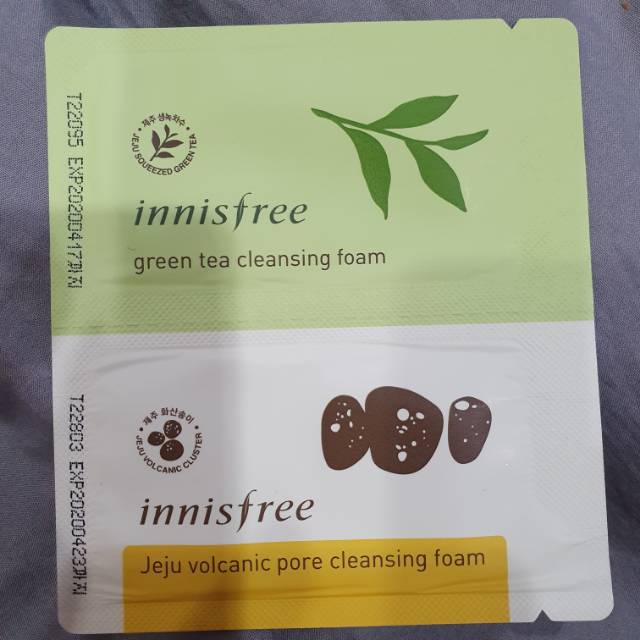 T22095 EXP20200417까지
• 제주 생녹차수 •
JEJU SQUEEZED GREEN TEA
innisfree
green tea cleansing foam
T22803 EXP20200423까지
• 제주 화산송이 •
JEJU VOLCANIC CLUSTER
innisfree
Jeju volcanic pore cleansing foam